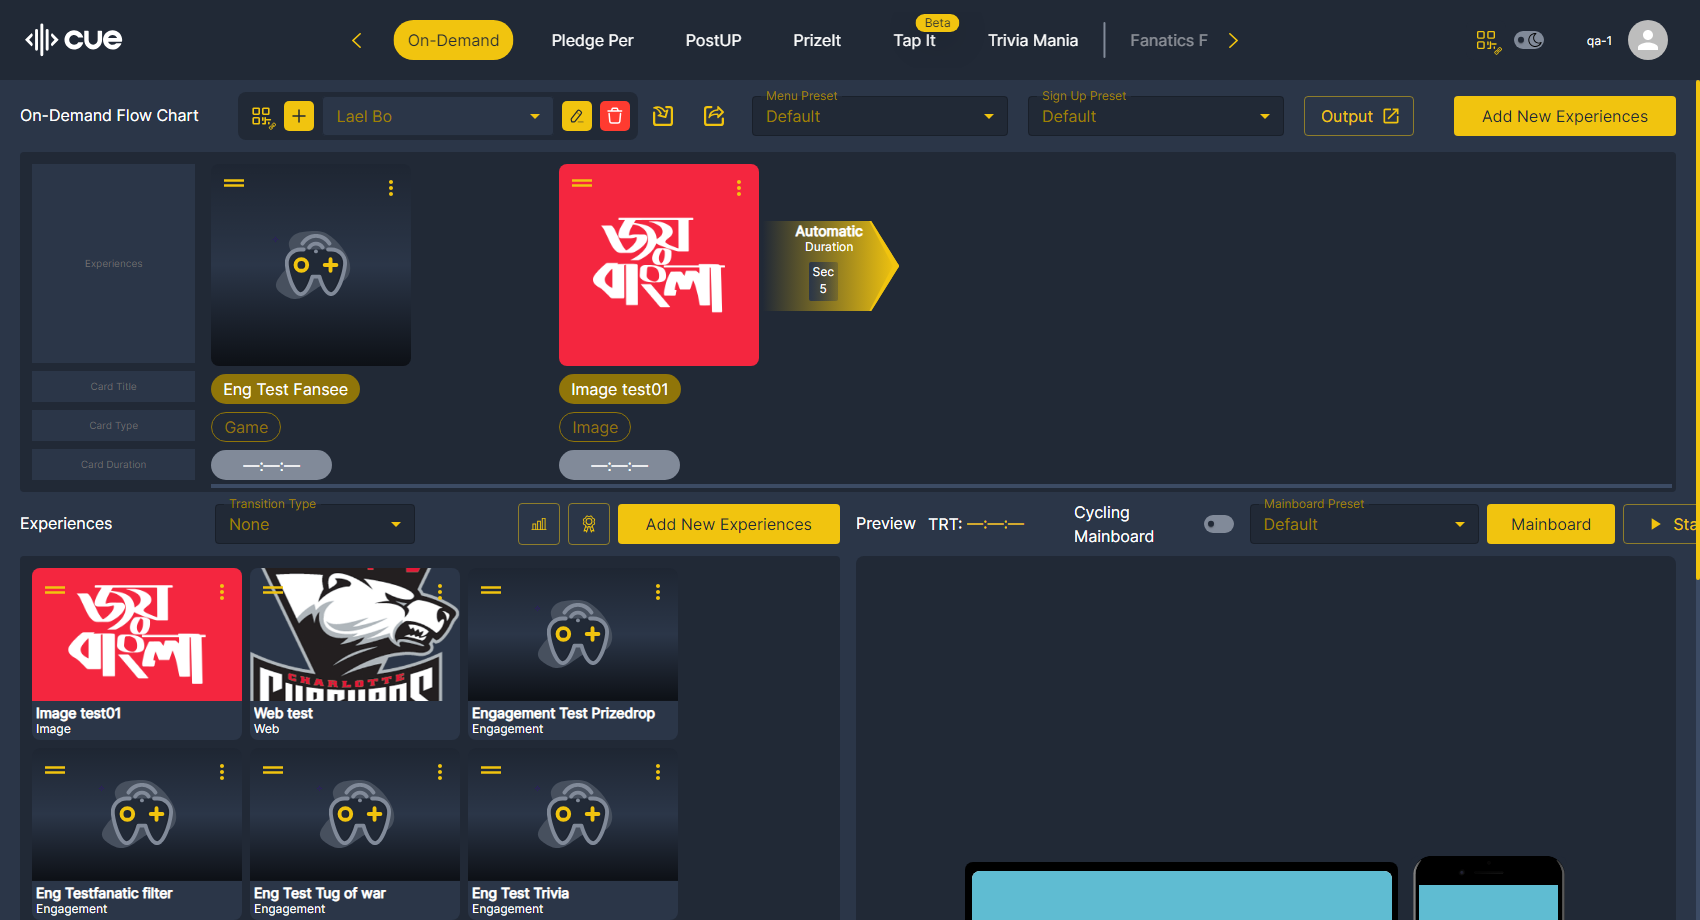 cue
On-Demand
Pledge Per
PostUP
PrizeIt
Beta
Tap It
Trivia Mania
Fanatics F
qa-1
On-Demand Flow Chart
Lael Bo
Menu Preset
Default
Sign Up Preset
Default
Output
Add New Experiences
Experiences
Card Title
Card Type
Card Duration
জয়
বাংলা
Automatic
Duration
Sec
5
Eng Test Fansee
Image test01
Game
Image
—:—:—
—:—:—
Experiences
Transition Type
None
Add New Experiences
Preview
TRT: —:—:—
Cycling
Mainboard
Mainboard Preset
Default
Mainboard
Sta
জয়
বাংলা
Image test01
Image
CHARLOTTE
Web test
Web
Engagement Test Prizedrop
Engagement
Eng Testfanatic filter
Engagement
Eng Test Tug of war
Engagement
Eng Test Trivia
Engagement